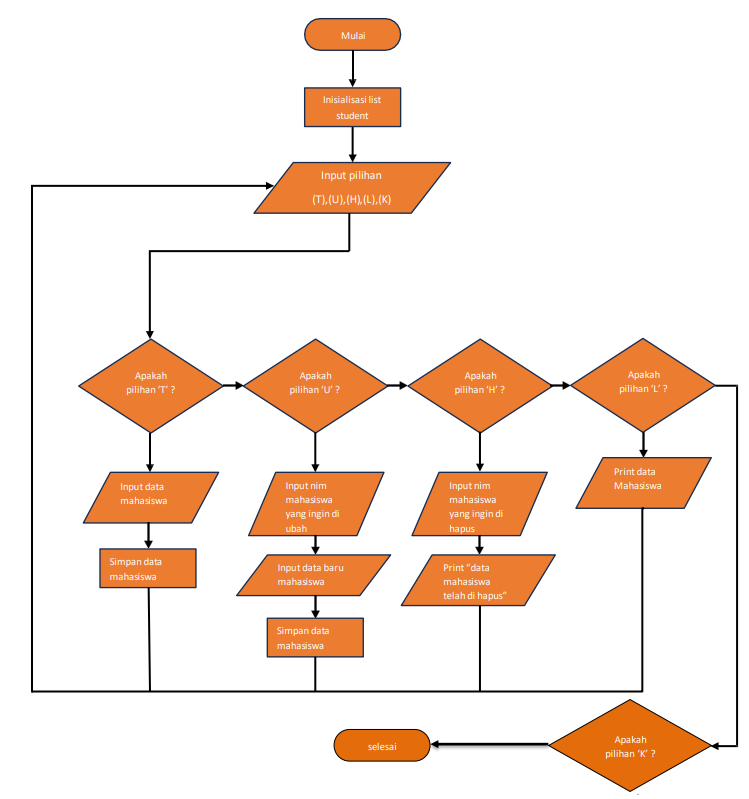 Mulai
Inisialisasi list
student
Input pilihan
(T),(U),(H),(L),(K)
Apakah
pilihan ‘T’ ?
Apakah
pilihan ‘U’ ?
Apakah
pilihan ‘H’ ?
Apakah
pilihan ‘L’ ?
Input data
mahasiswa
Simpan data
mahasiswa
Input nim
mahasiswa
yang ingin di
ubah
Input data baru
mahasiswa
Simpan data
mahasiswa
Input nim
mahasiswa
yang ingin di
hapus
Print “data
mahasiswa
telah di hapus”
Print data
Mahasiswa
Apakah
pilihan ‘K’ ?
selesai